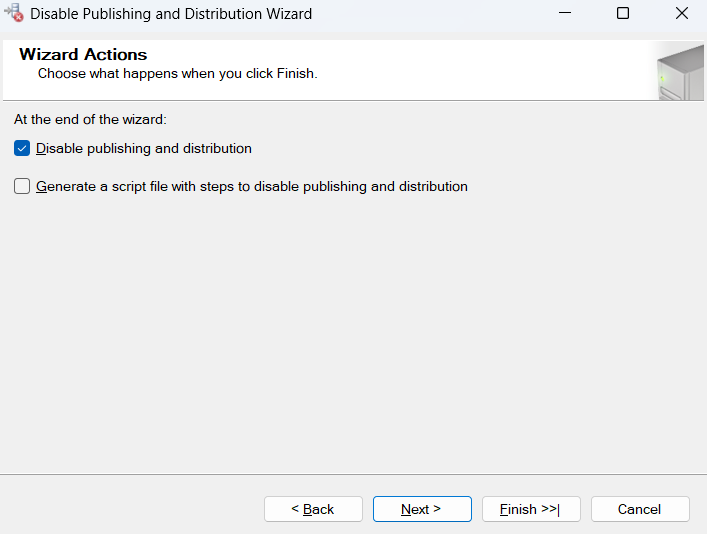 Disable Publishing and Distribution Wizard
Wizard Actions
Choose what happens when you click Finish.
At the end of the wizard:
Disable publishing and distribution
Generate a script file with steps to disable publishing and distribution
< Back
Next >
Finish >>|
Cancel